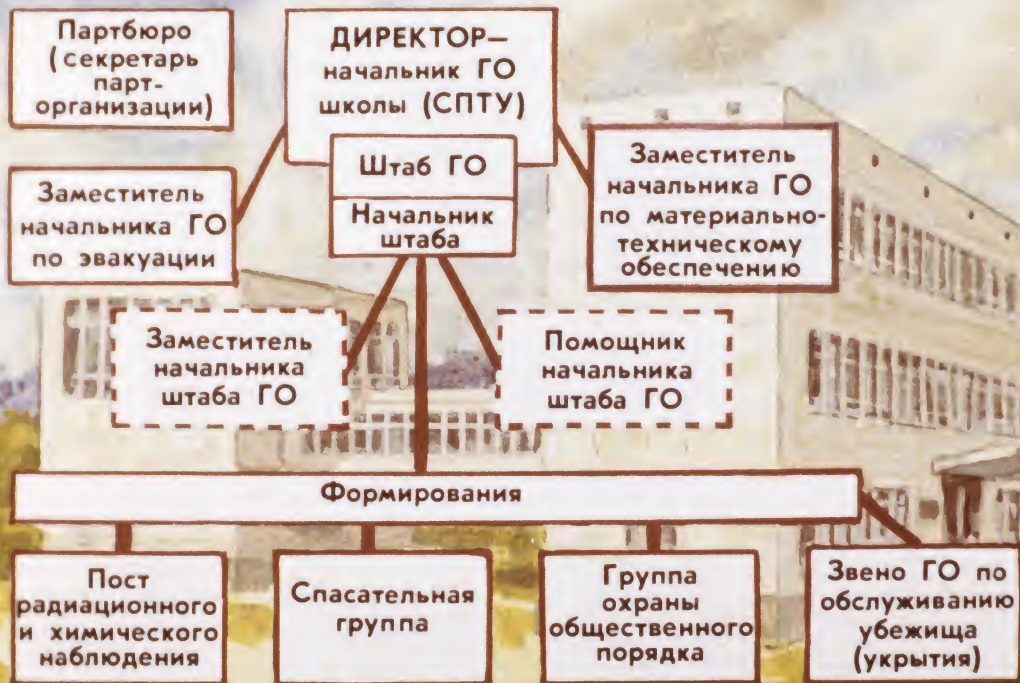 Партбюро
(секретарь
парт-
организации)
ДИРЕКТОР—
начальник ГО
школы (СПТУ)
Штаб ГО
Начальник
штаба
Заместитель
начальника ГО
по эвакуации
Заместитель
начальника ГО
по материально-
техническому
обеспечению
Заместитель
начальника
штаба ГО
Помощник
начальника
штаба ГО
Формирования
Пост
радиационного
и химического
наблюдения
Спасательная
группа
Группа
охраны
общественного
порядка
Звено ГО по
обслуживанию
убежища
(укрытия)